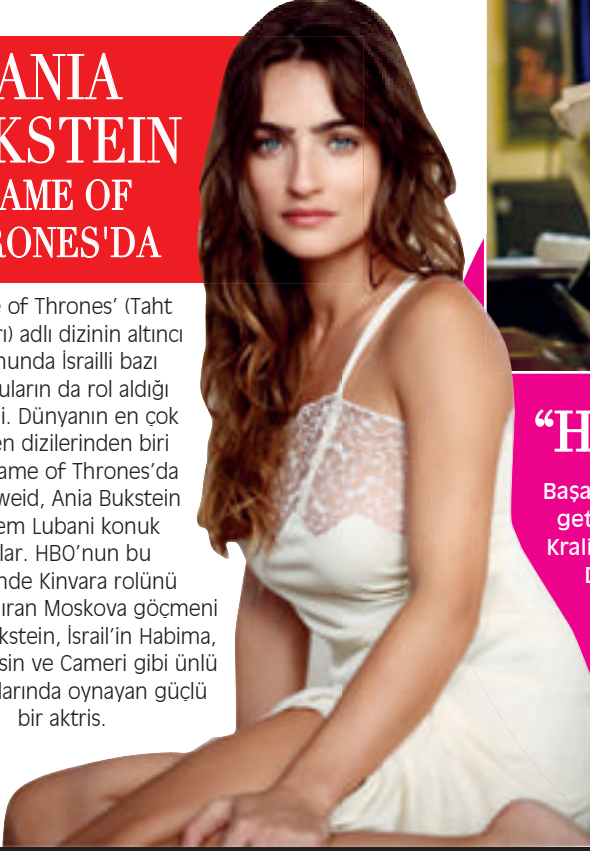 ANIA
KSTEIN
AME OF
RONES'DA
e of Thrones’ (Taht
rı) adlı dizinin altıncı
nunda İsrailli bazı
uların da rol aldığı
i. Dünyanın en çok
en dizilerinden biri
ame of Thrones’da
weid, Ania Bukstein
em Lubani konuk
lar. HBO’nun bu
nde Kinvara rolünü
ıran Moskova göçmeni
kstein, İsrail’in Habima,
sin ve Cameri gibi ünlü
larında oynayan güçlü
bir aktris.
“H
Başa
get
Krali